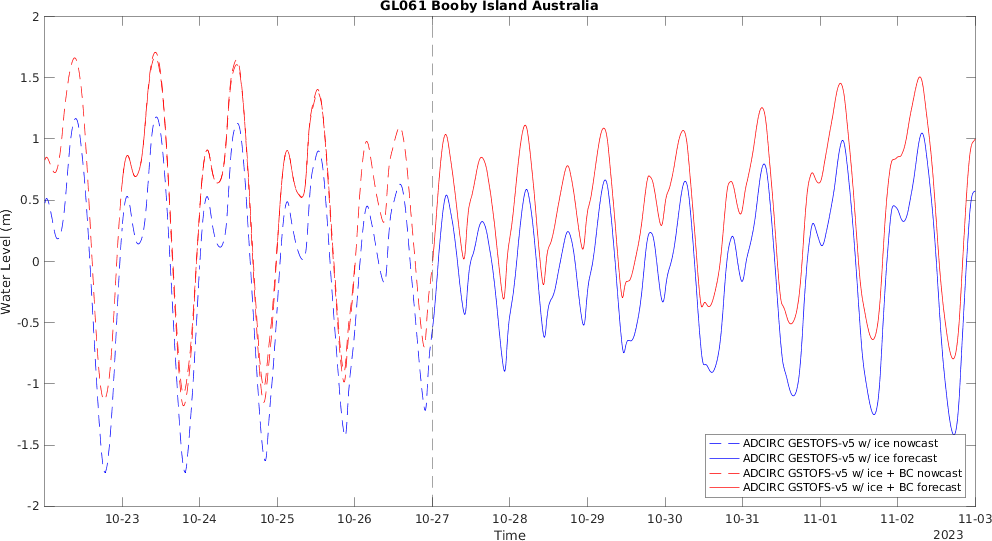 GL061 Booby Island Australia
2
1.5
1
0.5
0
-0.5
-1
-1.5
-2
Water Level (m)
ADCIRC GESTOFS-v5 w/ ice nowcast
ADCIRC GESTOFS-v5 w/ ice forecast
ADCIRC GSTOFS-v5 w/ ice + BC nowcast
ADCIRC GSTOFS-v5 w/ ice + BC forecast
10-23 10-24 10-25 10-26 10-27 10-28 10-29 10-30 10-31 11-01 11-02 11-03
Time
2023